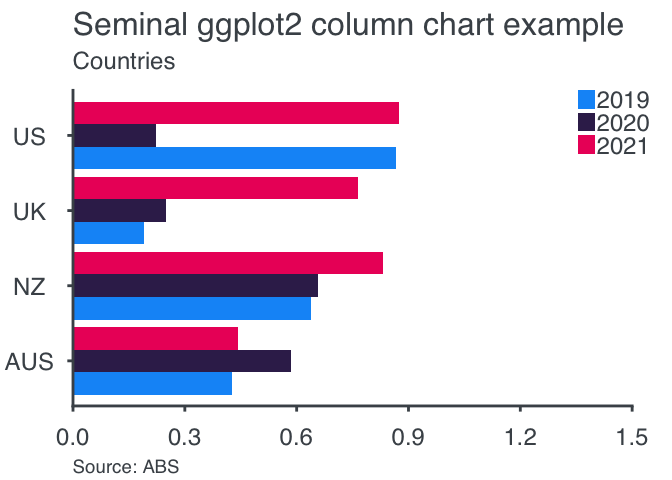 Seminal ggplot2 column chart example
Countries
2019
2020
2021
US
UK
NZ
AUS
0.0 0.3 0.6 0.9 1.2 1.5
Source: ABS